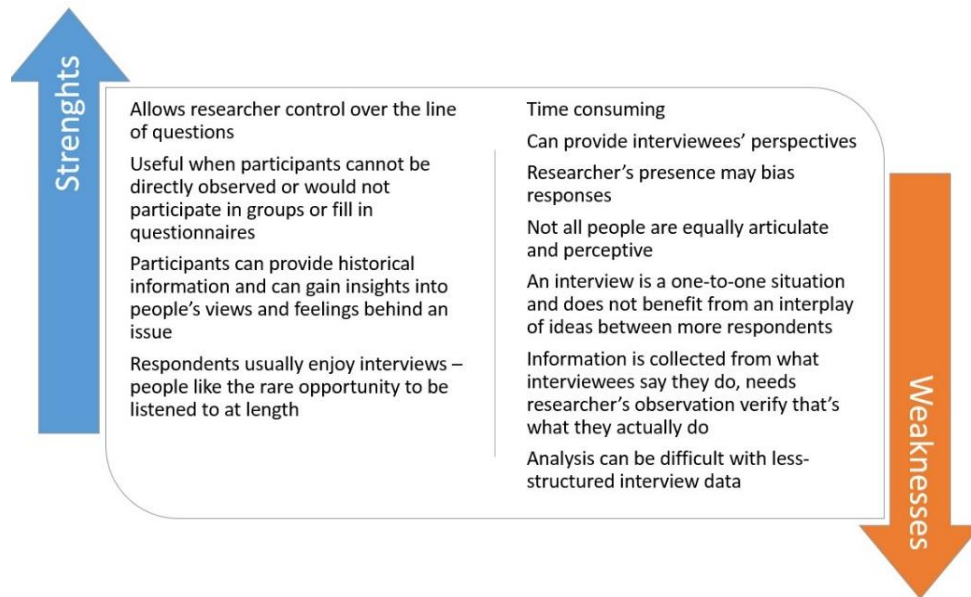 Strenghts
Allows researcher control over the line
of questions
Useful when participants cannot be
directly observed or would not
participate in groups or fill in
questionnaires
Participants can provide historical
information and can gain insights into
people's views and feelings behind an
issue
Respondents usually enjoy interviews –
people like the rare opportunity to be
listened to at length
Time consuming
Can provide interviewees' perspectives
Researcher's presence may bias
responses
Not all people are equally articulate
and perceptive
An interview is a one-to-one situation
and does not benefit from an interplay
of ideas between more respondents
Information is collected from what
interviewees say they do, needs
researcher's observation verify that's
what they actually do
Analysis can be difficult with less-
structured interview data
Weaknesses